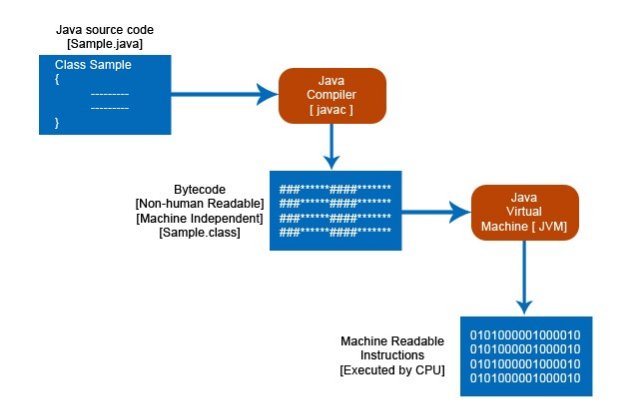 Java source code
[Sample.java]
Class Sample
{
---------
---------
}
Java
Compiler
[ javac ]
Bytecode
[Non-human Readable]
[Machine Independent]
[Sample.class]
###******####*******
###******####*******
###******####*******
###******####*******
Java
Virtual
Machine [ JVM]
Machine Readable
Instructions
[Executed by CPU]
0101000001000010
0101000001000010
0101000001000010
0101000001000010